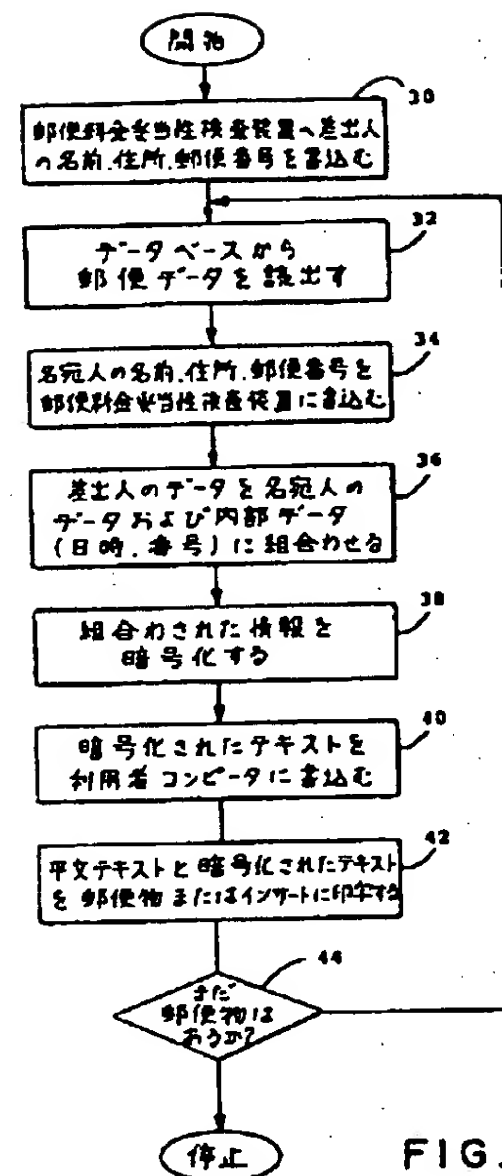 開始
30
郵便料金妥当性検査装置へ差出人
の名前、住所、郵便番号を書込む
32
データベースから
郵便データを読出す
34
名宛人の名前、住所、郵便番号を
郵便料金妥当性検査装置に書込む
36
差出人のデータを名宛人の
データおよび内部データ
(日時、番号)に組合わせる
38
組合わされた情報を
暗号化する
40
暗号化されたテキストを
利用者コンピータに書込む
42
平文テキストと暗号化されたテキスト
を郵便物またはインサートに印字する
44
まだ
郵便物は
あるか?
停止
FIG.